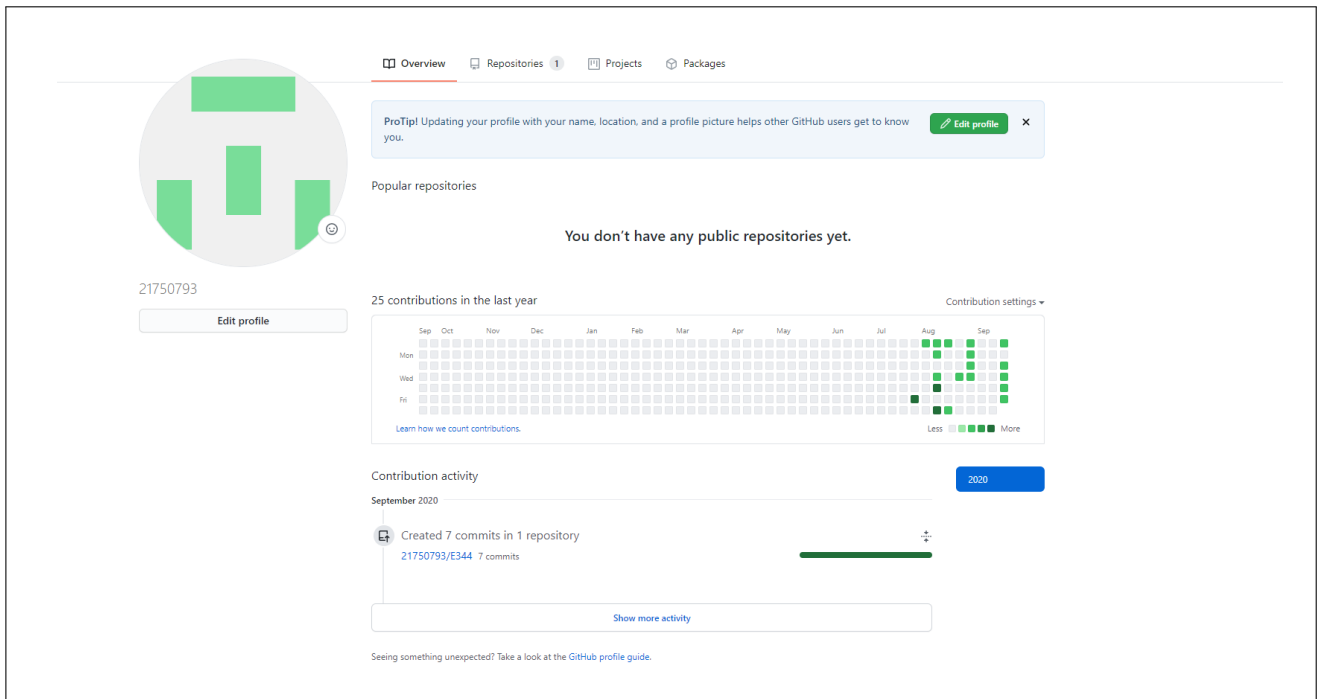 Overview Repositories 1 Projects Packages
ProTip! Updating your profile with your name, location, and a profile picture helps other GitHub users get to know
you.
Edit profile
Popular repositories
You don't have any public repositories yet.
21750793
Edit profile
25 contributions in the last year
Contribution settings
Sep Oct Nov Dec Jan Feb Mar Apr May Jun Jul Aug Sep
Mon
Wed
Fri
Learn how we count contributions.
Less More
Contribution activity
2020
September 2020
Created 7 commits in 1 repository
21750793/E344 7 commits
Show more activity
Seeing something unexpected? Take a look at the GitHub profile guide.